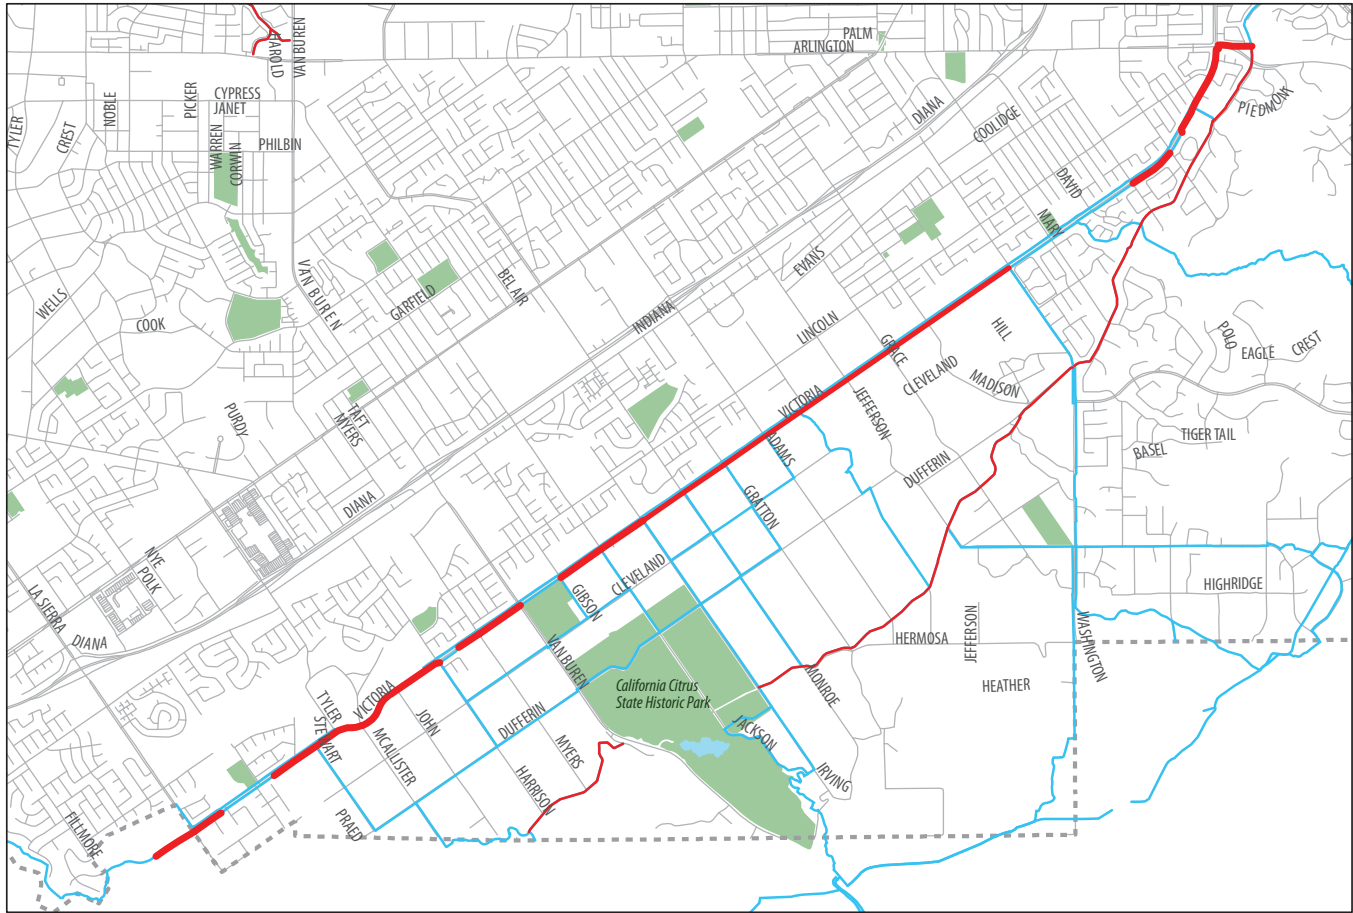 PALM
ARLINGTON
HAROLD
VAN BUREN
TYLER
CREST
NOBLE
PICKER
CYPRESS
JANET
WARREN
CORWIN
PHILBIN
DIANA
COOLIDGE
PIEDMONK
DAVID
MARY
WELLS
COOK
VAN BUREN
GARFIELD
BELAIR
EVANS
INDIANA
LINCOLN
GRACE
HILL
CLEVELAND
MADISON
POLO
EAGLE
CREST
PURDY
TAFT
MYERS
VICTORIA
JEFFERSON
ADAMS
DUFFERIN
BASEL
TIGER TAIL
DIANA
GRATTON
NYE
POLK
LA SIERRA
DIANA
CLEVELAND
GIBSON
HIGHRIDGE
VAN BUREN
HERMOSA
JEFFERSON
WASHINGTON
HEATHER
MONROE
California Citrus
State Historic Park
JACKSON
IRVING
TYLER
STEWART
VICTORIA
JOHN
MCAULISTER
DUFFERIN
MYERS
HARRISON
PRAED
FILLMORE